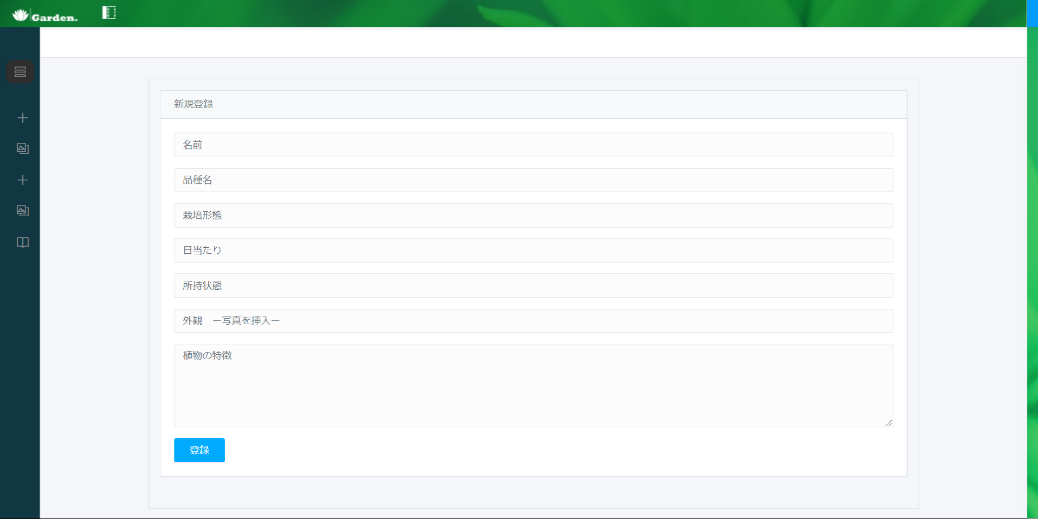 Garden.
新規登録
名前
品種名
栽培形態
日当たり
所持状態
外観　ー写真を挿入ー
植物の特徴
登録